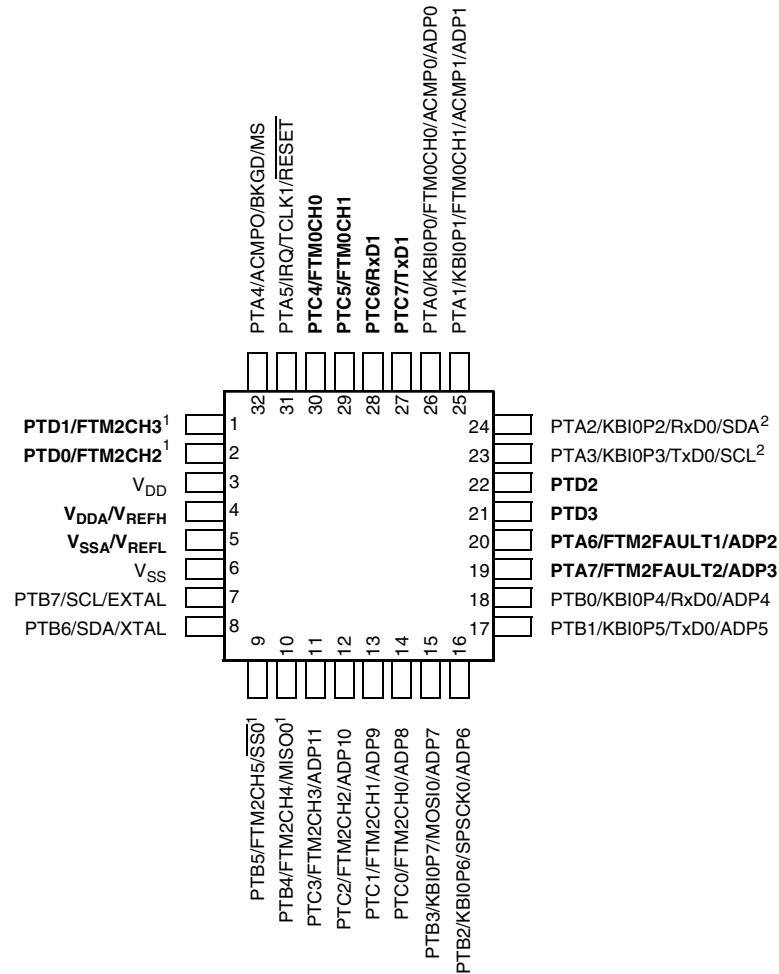 PTA4/ACMPO/BKGD/MS
PTA5/IRQ/TCLK1/RESET
PTC4/FTM0CH0
PTC5/FTM0CH1
PTC6/RxD1
PTC7/TxD1
PTA0/KBI0P0/FTM0CH0/ACMP0/ADP0
PTA1/KBI0P1/FTM0CH1/ACMP1/ADP1
32
31
30
29
28
27
26
25
PTD1/FTM2CH3¹ 1
PTD0/FTM2CH2¹ 2
VDD 3
VDDA/VREFH 4
VSSA/VREFL 5
VSS 6
PTB7/SCL/EXTAL 7
PTB6/SDA/XTAL 8
24 PTA2/KBI0P2/RxD0/SDA²
23 PTA3/KBI0P3/TxD0/SCL²
22 PTD2
21 PTD3
20 PTA6/FTM2FAULT1/ADP2
19 PTA7/FTM2FAULT2/ADP3
18 PTB0/KBI0P4/RxD0/ADP4
17 PTB1/KBI0P5/TxD0/ADP5
9
10
11
12
13
14
15
16
PTB5/FTM2CH5/SS0¹
PTB4/FTM2CH4/MISO0¹
PTC3/FTM2CH3/ADP11
PTC2/FTM2CH2/ADP10
PTC1/FTM2CH1/ADP9
PTC0/FTM2CH0/ADP8
PTB3/KBI0P7/MOSI0/ADP7
PTB2/KBI0P6/SPSCK0/ADP6